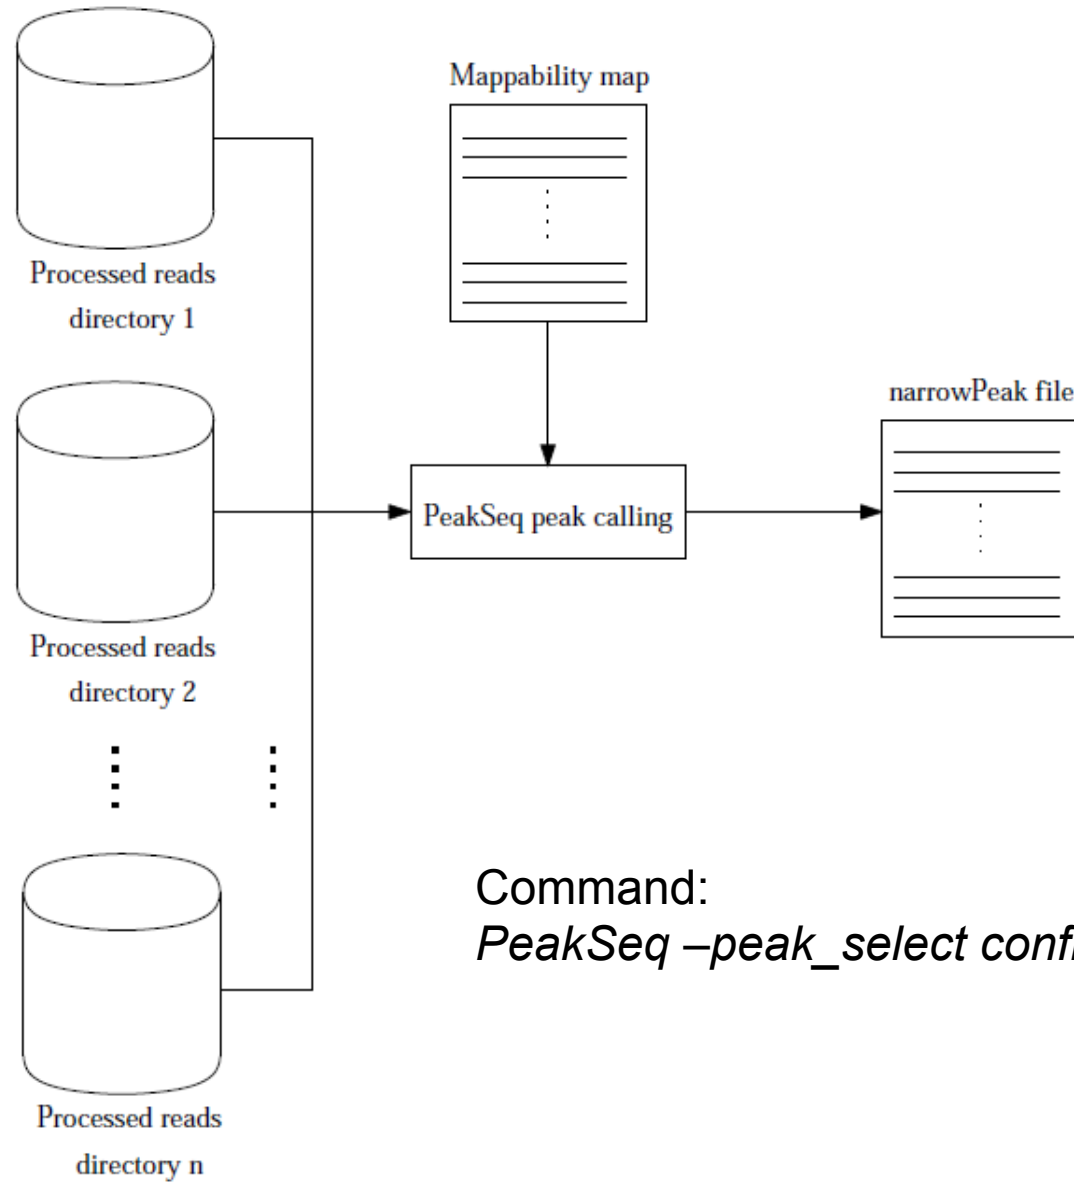 Mappability map
Processed reads
directory 1
narrowPeak file
PeakSeq peak calling
Processed reads
directory 2
Command:
PeakSeq –peak_select
Processed reads
directory n